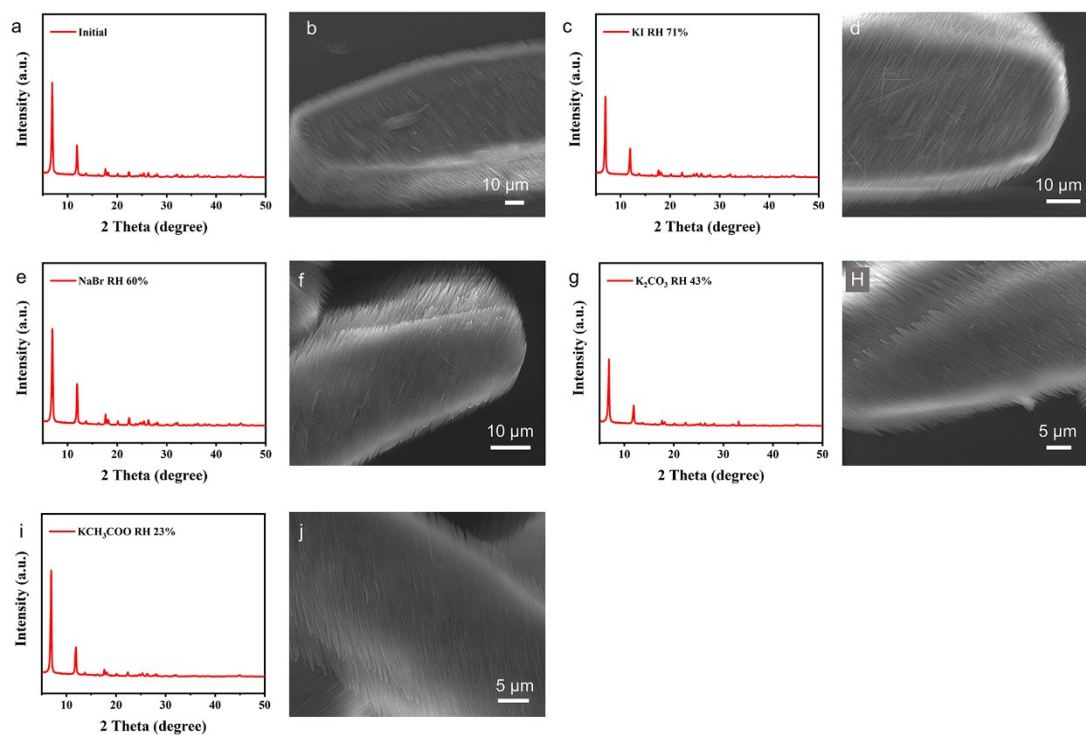 a
Initial
Intensity (a.u.)
10 20 30 40 50
2 Theta (degree)
b
10 µm
c
KI RH 71%
Intensity (a.u.)
10 20 30 40 50
2 Theta (degree)
d
10 µm
e
NaBr RH 60%
Intensity (a.u.)
10 20 30 40 50
2 Theta (degree)
f
10 µm
g
K₂CO₃ RH 43%
Intensity (a.u.)
10 20 30 40 50
2 Theta (degree)
H
5 µm
i
KCH₃COO RH 23%
Intensity (a.u.)
10 20 30 40 50
2 Theta (degree)
j
5 µm